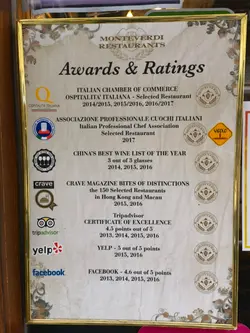 MONTEVERDI
RESTAURANTS
Awards & Ratings
ITALIAN CHAMBER OF COMMERCE
OSPITALITA' ITALIANA - Selected Restaurant
2014/2015, 2015/2016, 2016/2017
ASSOCIAZIONE PROFESSIONALE CUOCHI ITALIANI
Italian Professional Chef Association
Selected Restaurant
2017
CHINA'S BEST WINE LIST OF THE YEAR
3 out of 3 glasses
2014, 2015, 2016
crave
CRAVE MAGAZINE BITES OF DISTINCTIONS
the 150 Selected Restaurants
in Hong Kong and Macau
2015, 2016
tripadvisor
Tripadvisor
CERTIFICATE OF EXCELLENCE
4.5 points out of 5
2013, 2014, 2015, 2016
yelp
YELP - 5 out of 5 points
2015, 2016
facebook
FACEBOOK - 4.6 out of 5 points
2013, 2014, 2015, 2016